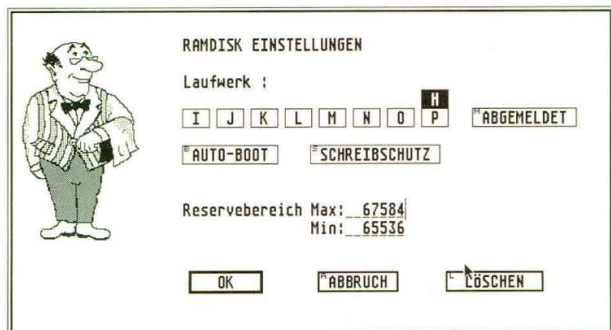 RAMDISK EINSTELLUNGEN
Laufwerk :
H
I J K L M N O P ABGEMELDET
AUTO-BOOT SCHREIBSCHUTZ
Reservebereich Max:__67584
Min:__65536
OK ABBRUCH LÖSCHEN